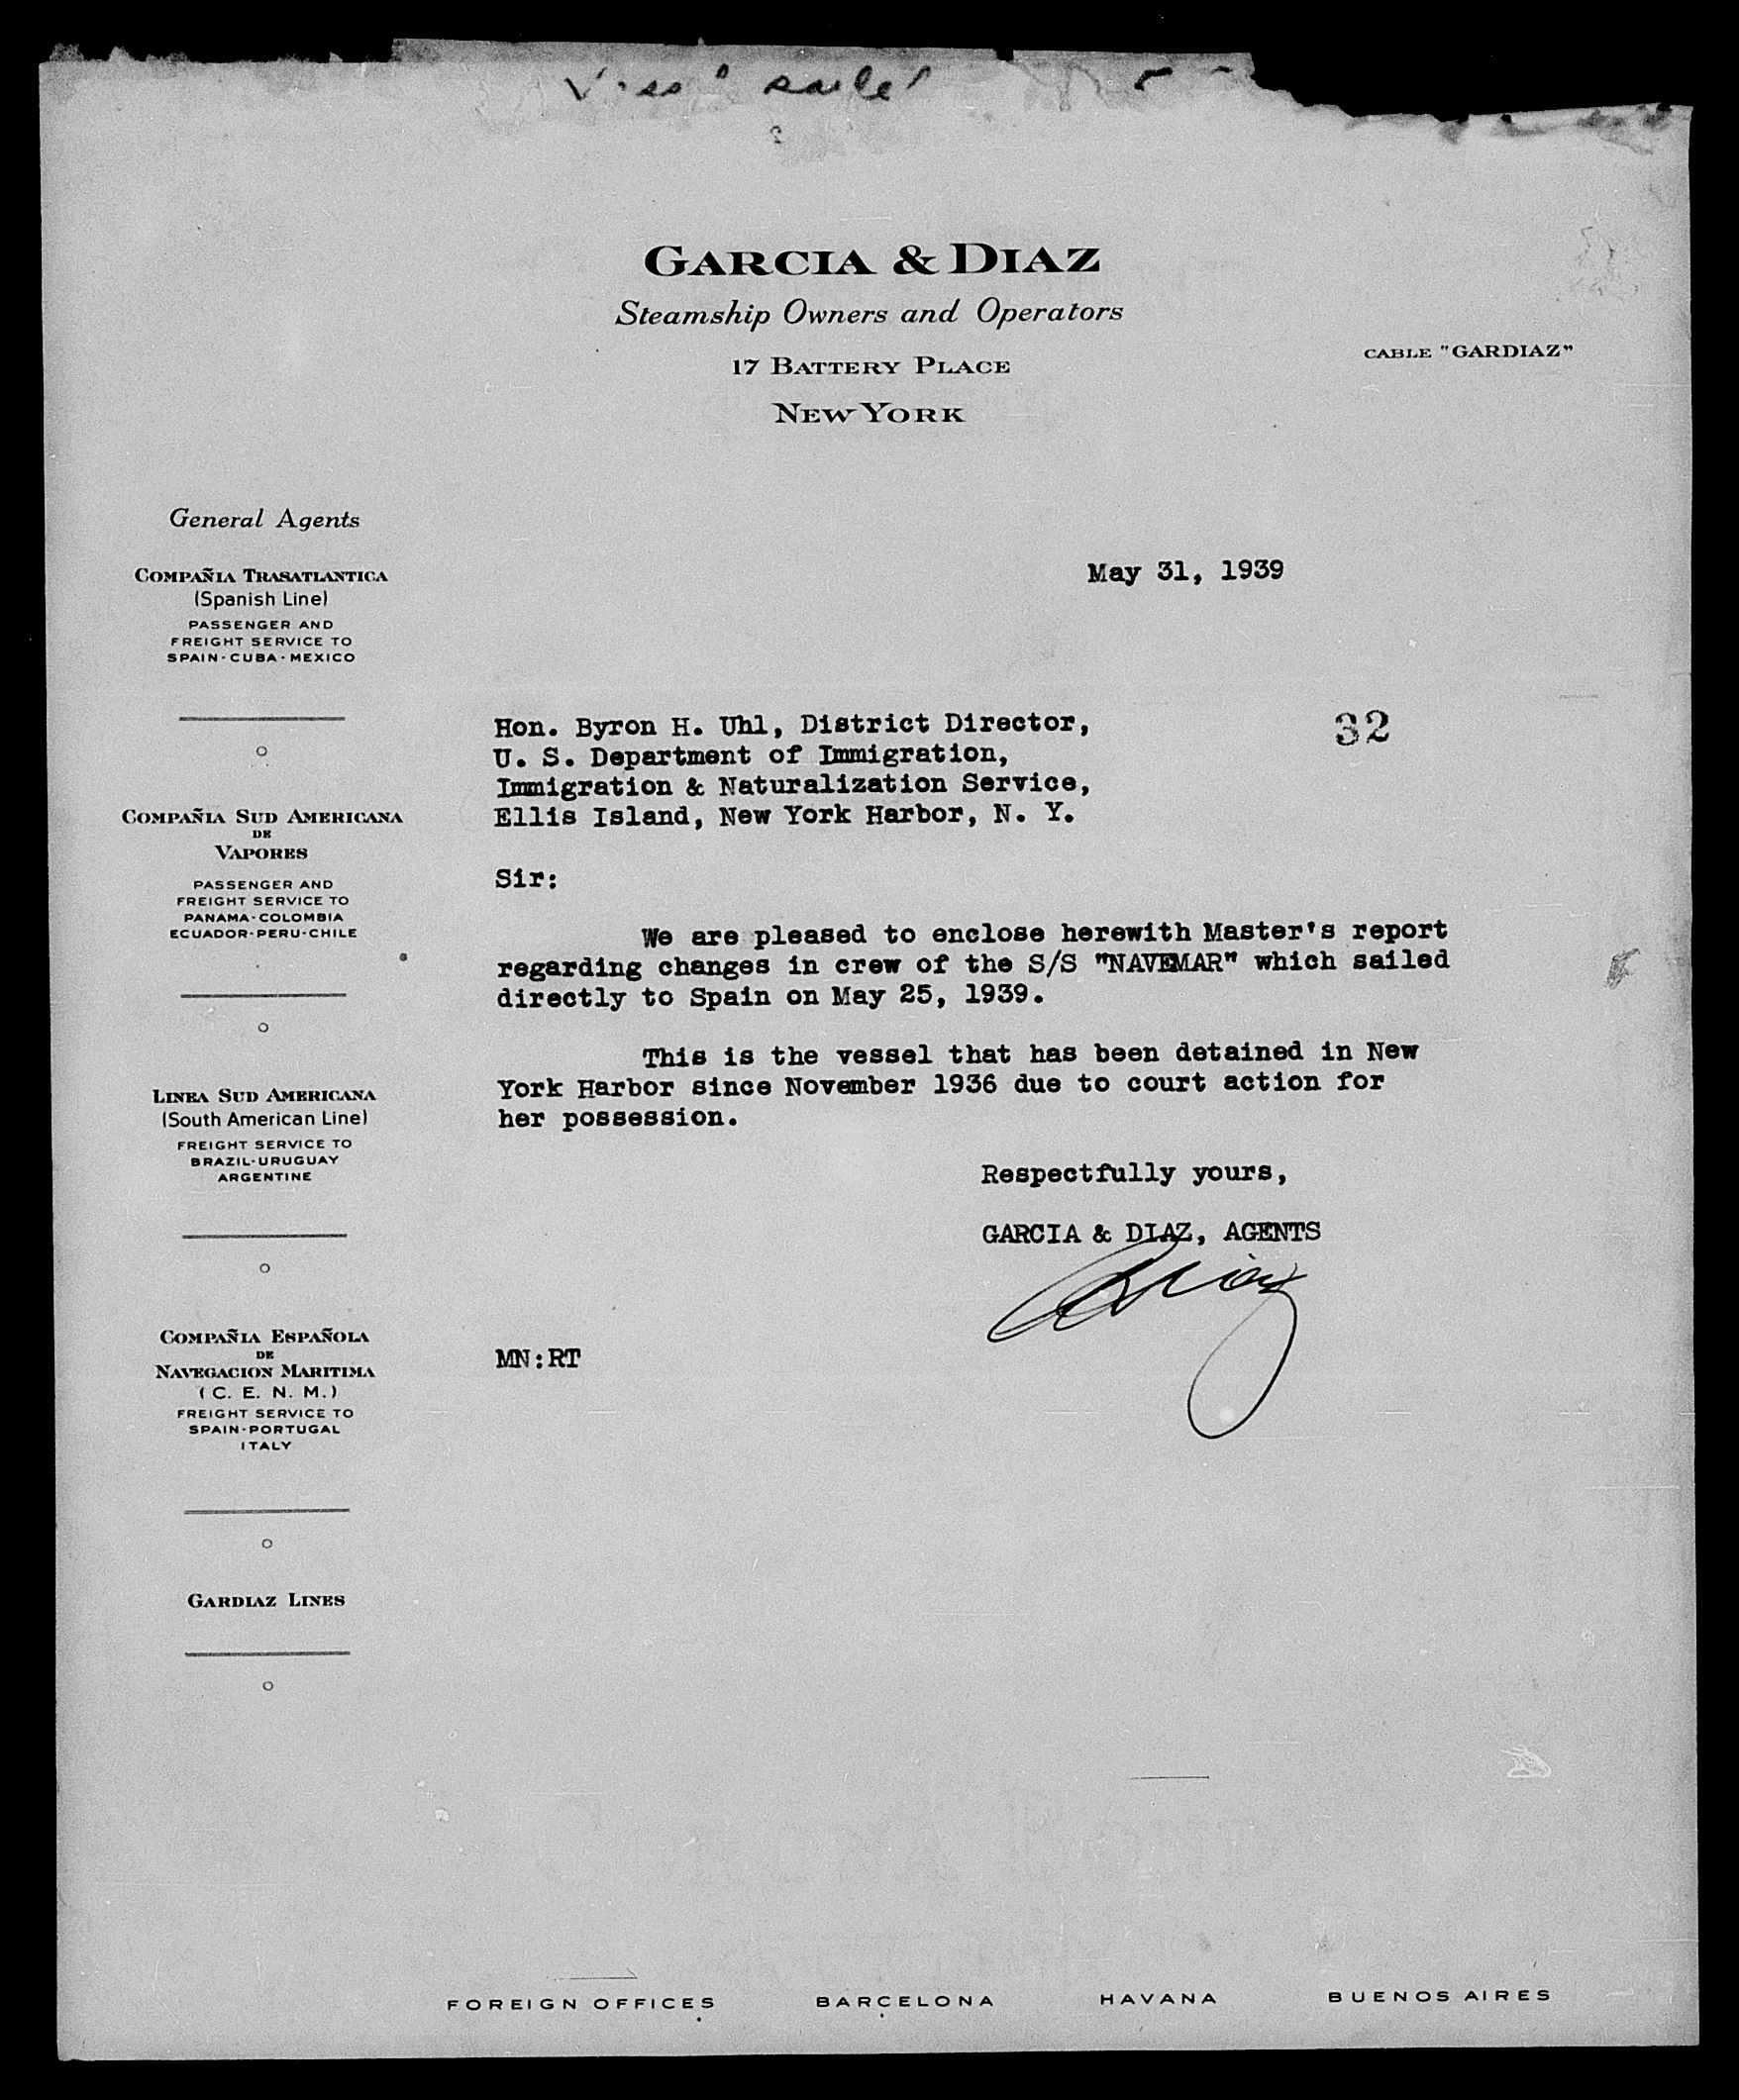 GARCIA & DIAZ
Steamship Owners and Operators
17 BATTERY PLACE
NEW YORK
CABLE "GARDIAZ"
General Agents
COMPAÑIA TRASATLANTICA
(Spanish Line)
PASSENGER AND
FREIGHT SERVICE TO
SPAIN-CUBA-MEXICO
COMPAÑIA SUD AMERICANA
DE
VAPORES
PASSENGER AND
FREIGHT SERVICE TO
PANAMA-COLOMBIA
ECUADOR-PERU-CHILE
LINEA SUD AMERICANA
(South American Line)
FREIGHT SERVICE TO
BRAZIL-URUGUAY
ARGENTINE
COMPAÑIA ESPAÑOLA
DE
NAVEGACION MARITIMA
(C. E. N. M.)
FREIGHT SERVICE TO
SPAIN-PORTUGAL
ITALY
GARDIAZ LINES
May 31, 1939
32
Hon. Byron H. Uhl, District Director,
U. S. Department of Immigration,
Immigration & Naturalization Service,
Ellis Island, New York Harbor, N. Y.
Sir:
We are pleased to enclose herewith Master's report
regarding changes in crew of the S/S "NAVEMAR" which sailed
directly to Spain on May 25, 1939.
This is the vessel that has been detained in New
York Harbor since November 1936 due to court action for
her possession.
Respectfully yours,
GARCIA & DIAZ, AGENTS
MN:RT
FOREIGN OFFICES BARCELONA HAVANA BUENOS AIRES